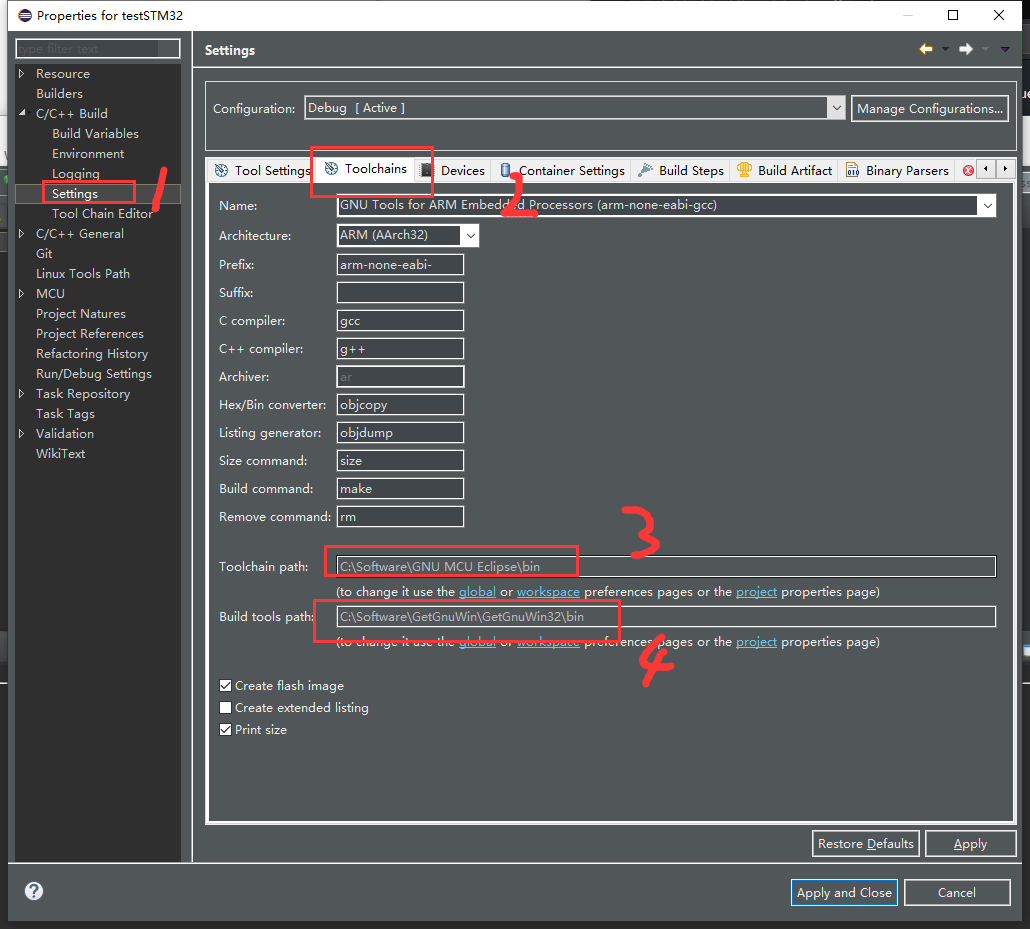 Properties for testSTM32
type filter text
Settings
Resource
Builders
C/C++ Build
Build Variables
Environment
Logging
Settings
Tool Chain Editor
C/C++ General
Git
Linux Tools Path
MCU
Project Natures
Project References
Refactoring History
Run/Debug Settings
Task Repository
Task Tags
Validation
WikiText
1
Configuration:
Debug [ Active ]
Manage Configurations...
Tool Settings
Toolchains
Devices
Container Settings
Build Steps
Build Artifact
Binary Parsers
2
Name: GNU Tools for ARM Embedded Processors (arm-none-eabi-gcc)
Architecture: ARM (AArch32)
Prefix: arm-none-eabi-
Suffix:
C compiler: gcc
C++ compiler: g++
Archiver: ar
Hex/Bin converter: objcopy
Listing generator: objdump
Size command: size
Build command: make
Remove command: rm
3
Toolchain path: C:\Software\GNU MCU Eclipse\bin
(to change it use the global or workspace preferences pages or the project properties page)
Build tools path: C:\Software\GetGnuWin\GetGnuWin32\bin
(to change it use the global or workspace preferences pages or the project properties page)
4
Create flash image
Create extended listing
Print size
Restore Defaults
Apply
Apply and Close
Cancel